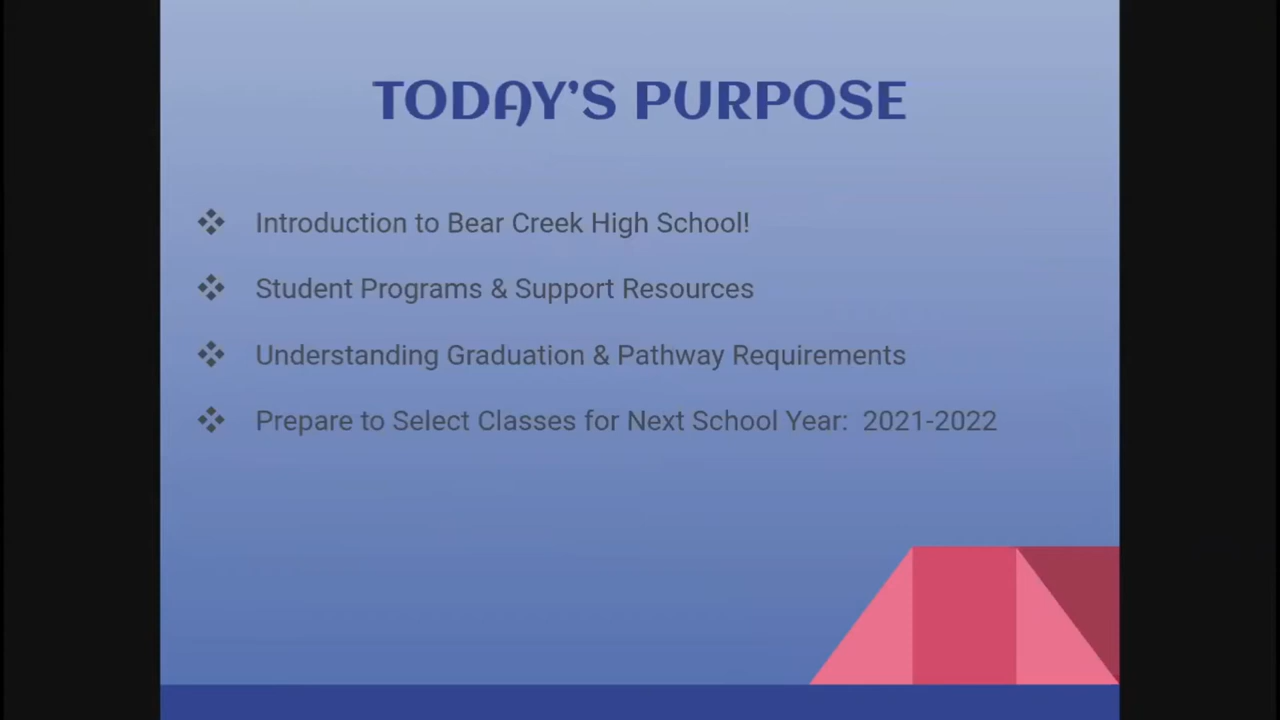 TODAY'S PURPOSE
Introduction to Bear Creek High School!
Student Programs & Support Resources
Understanding Graduation & Pathway Requirements
Prepare to Select Classes for Next School Year:  2021-2022